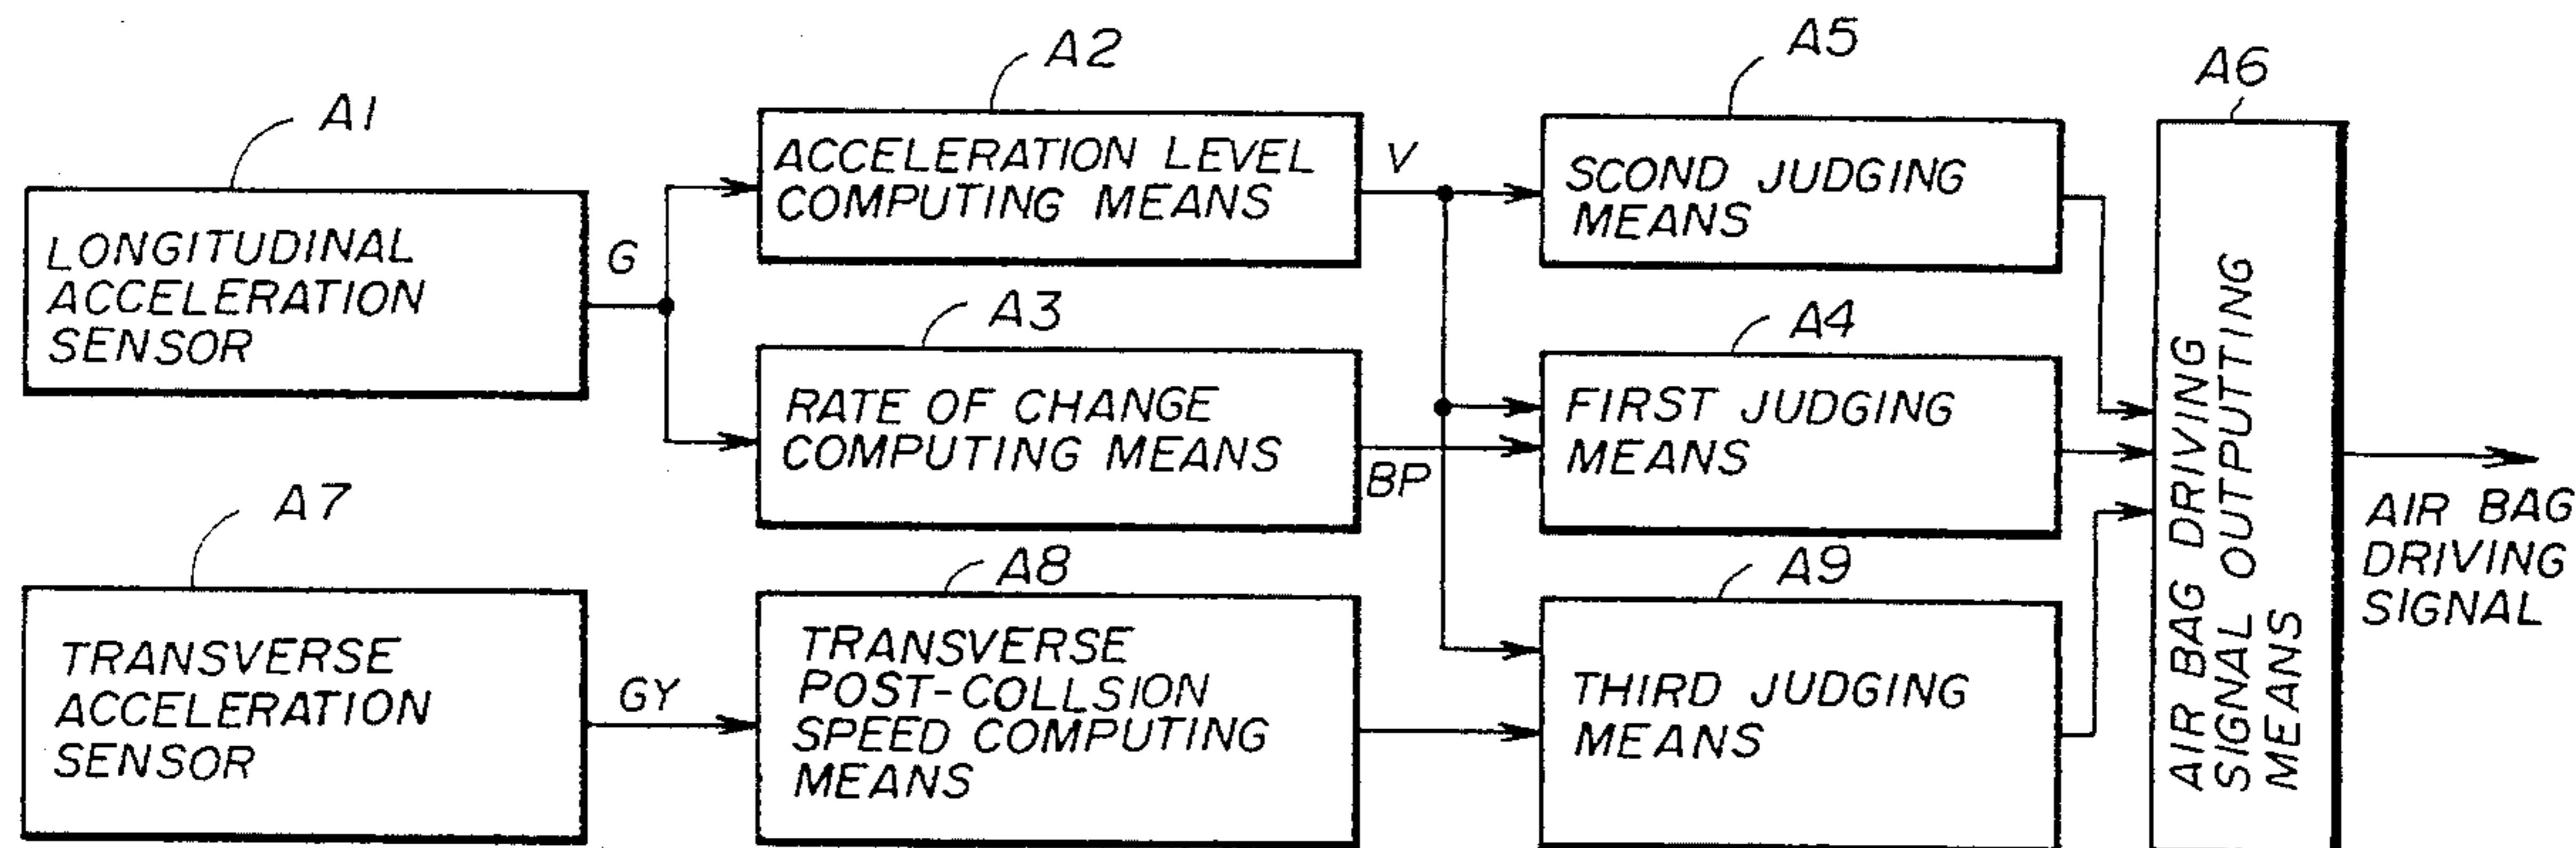 A1
LONGITUDINAL
ACCELERATION
SENSOR
G
A2
ACCELERATION LEVEL
COMPUTING MEANS
V
A3
RATE OF CHANGE
COMPUTING MEANS
BP
A5
SCOND JUDGING
MEANS
A4
FIRST JUDGING
MEANS
A7
TRANSVERSE
ACCELERATION
SENSOR
GY
A8
TRANSVERSE
POST-COLLSION
SPEED COMPUTING
MEANS
A9
THIRD JUDGING
MEANS
A6
AIR BAG DRIVING
SIGNAL OUTPUTTING
MEANS
AIR BAG
DRIVING
SIGNAL